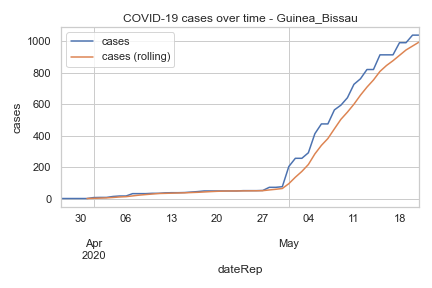 COVID-19 cases over time - Guinea_Bissau
cases
cases (rolling)
1000
800
600
400
200
0
cases
30 06 13 20 27 04 11 18
Apr May
2020
dateRep